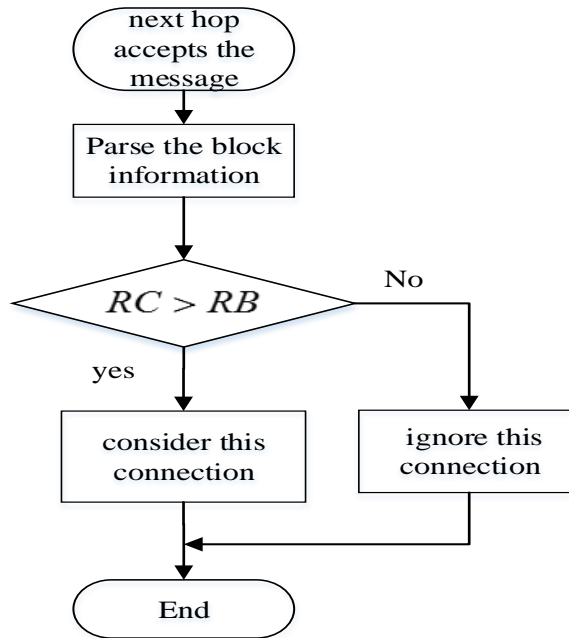 next hop
accepts the
message
Parse the block
information
RC > RB
No
yes
consider this
connection
ignore this
connection
End